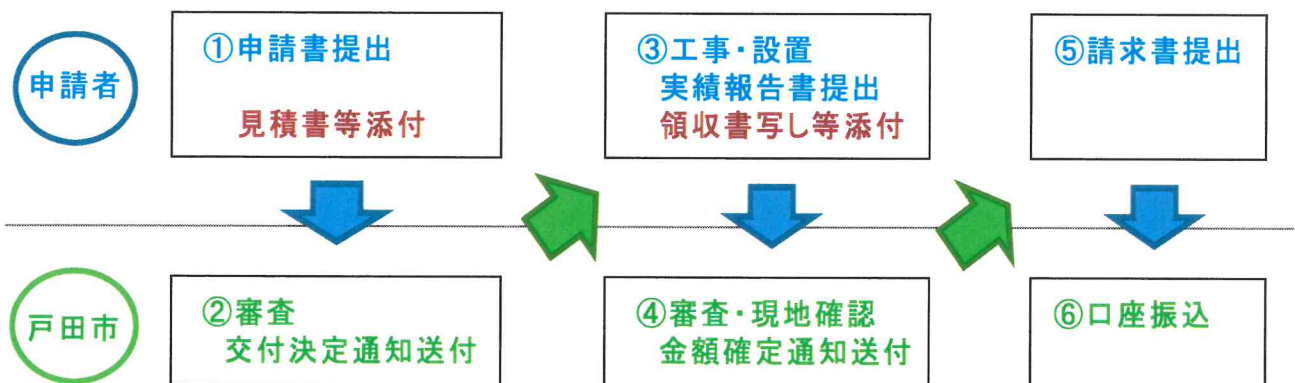 申請者
①申請書提出
見積書等添付
③工事・設置
実績報告書提出
領収書写し等添付
⑤請求書提出
戸田市
②審査
交付決定通知送付
④審査・現地確認
金額確定通知送付
⑥口座振込